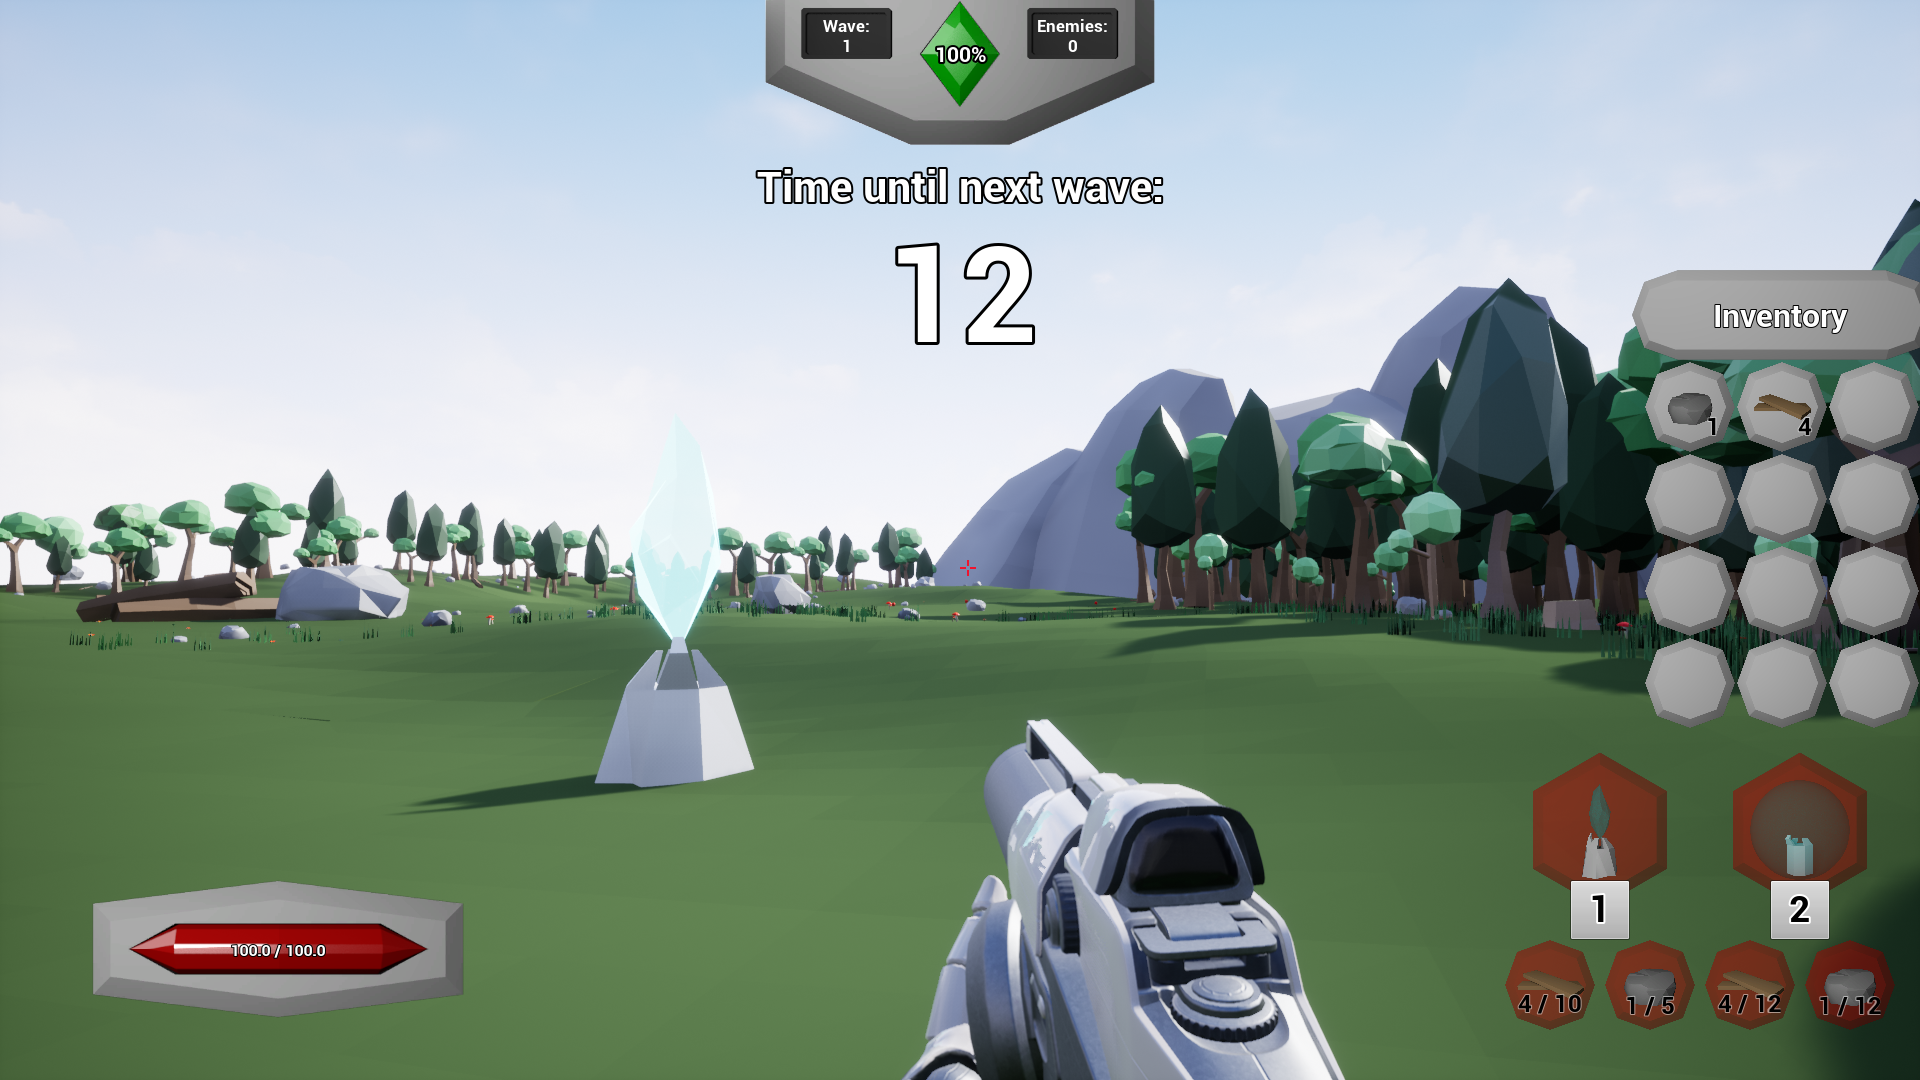 Wave:
1
100%
Enemies:
0
Time until next wave:
12
Inventory
1
4
1
2
100.0 / 100.0
4 / 10
1 / 5
4 / 12
1 / 12